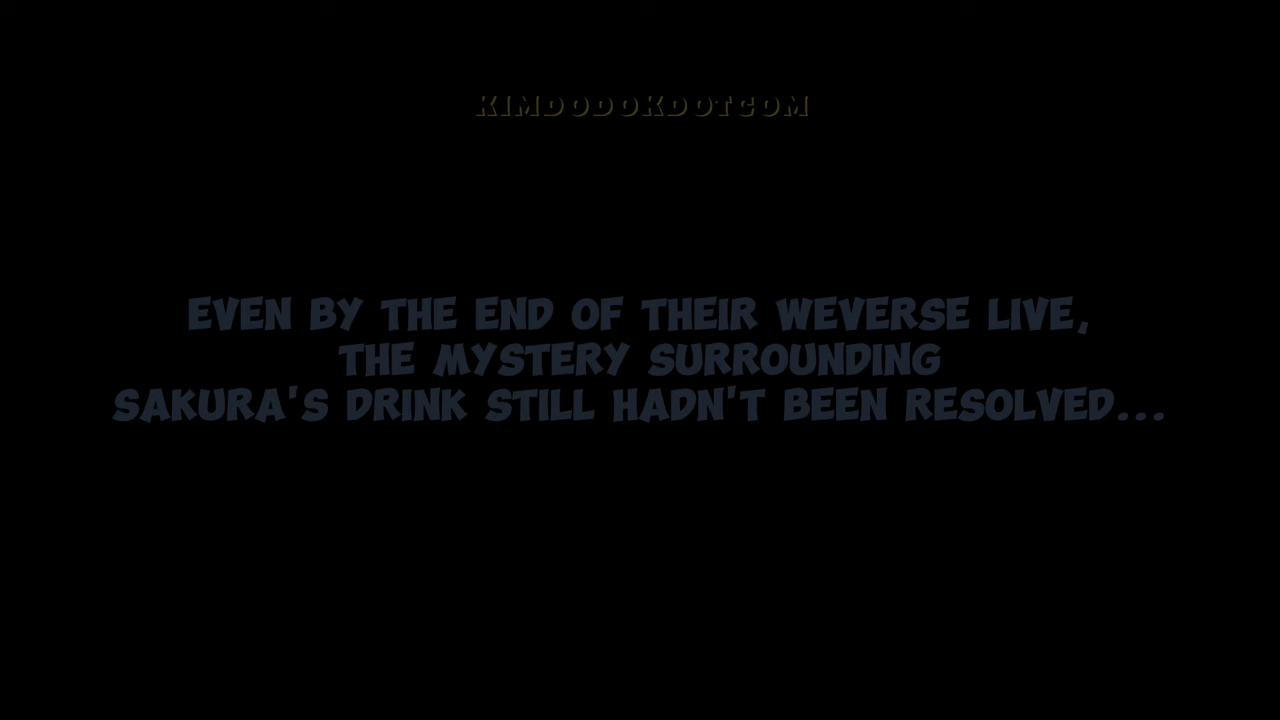 KIMDODOKDOTCOM
EVEN BY THE END OF THEIR WEVERSE LIVE,
THE MYSTERY SURROUNDING
SAKURA'S DRINK STILL HADN'T BEEN RESOLVED...